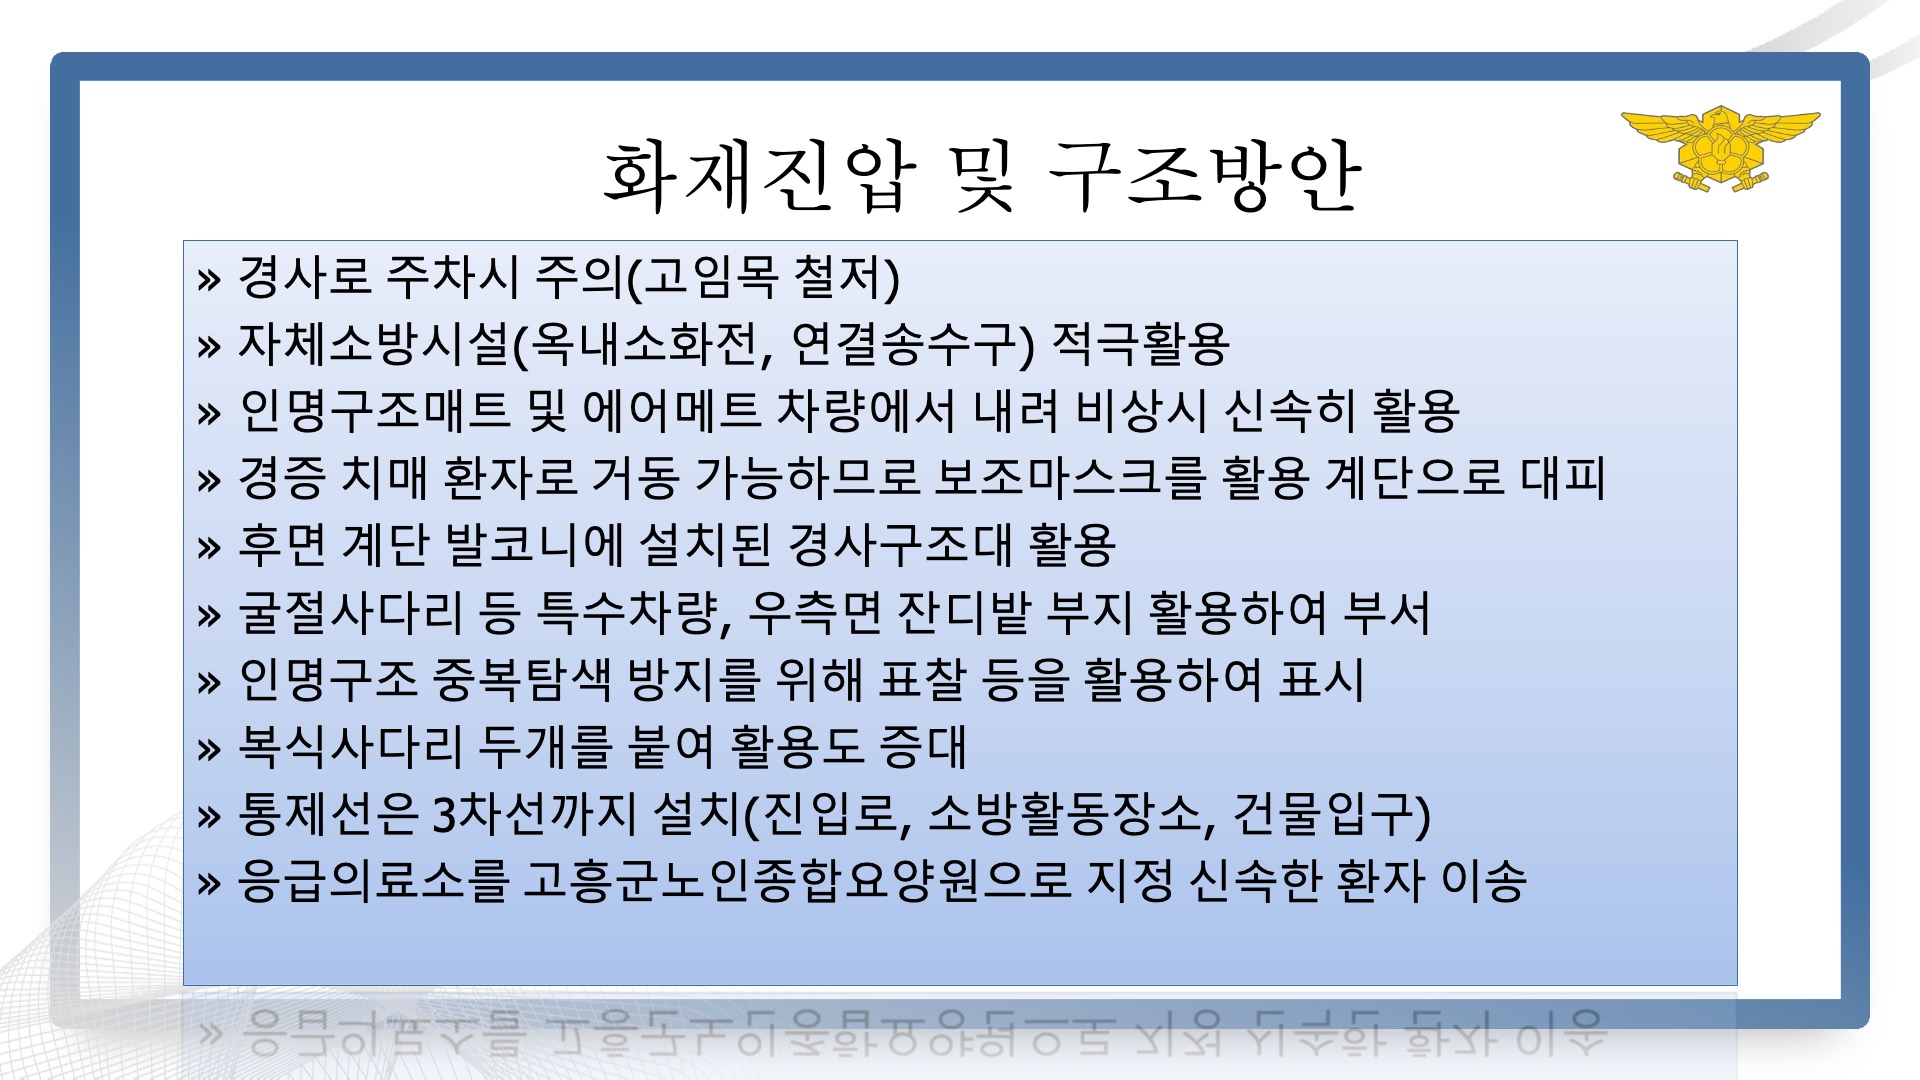 화재진압 및 구조방안
» 경사로 주차시 주의(고임목 철저)
» 자체소방시설(옥내소화전, 연결송수구) 적극활용
» 인명구조매트 및 에어메트 차량에서 내려 비상시 신속히 활용
» 경증 치매 환자로 거동 가능하므로 보조마스크를 활용 계단으로 대피
» 후면 계단 발코니에 설치된 경사구조대 활용
» 굴절사다리 등 특수차량, 우측면 잔디밭 부지 활용하여 부서
» 인명구조 중복탐색 방지를 위해 표찰 등을 활용하여 표시
» 복식사다리 두개를 붙여 활용도 증대
» 통제선은 3차선까지 설치(진입로, 소방활동장소, 건물입구)
» 응급의료소를 고흥군노인종합요양원으로 지정 신속한 환자 이송